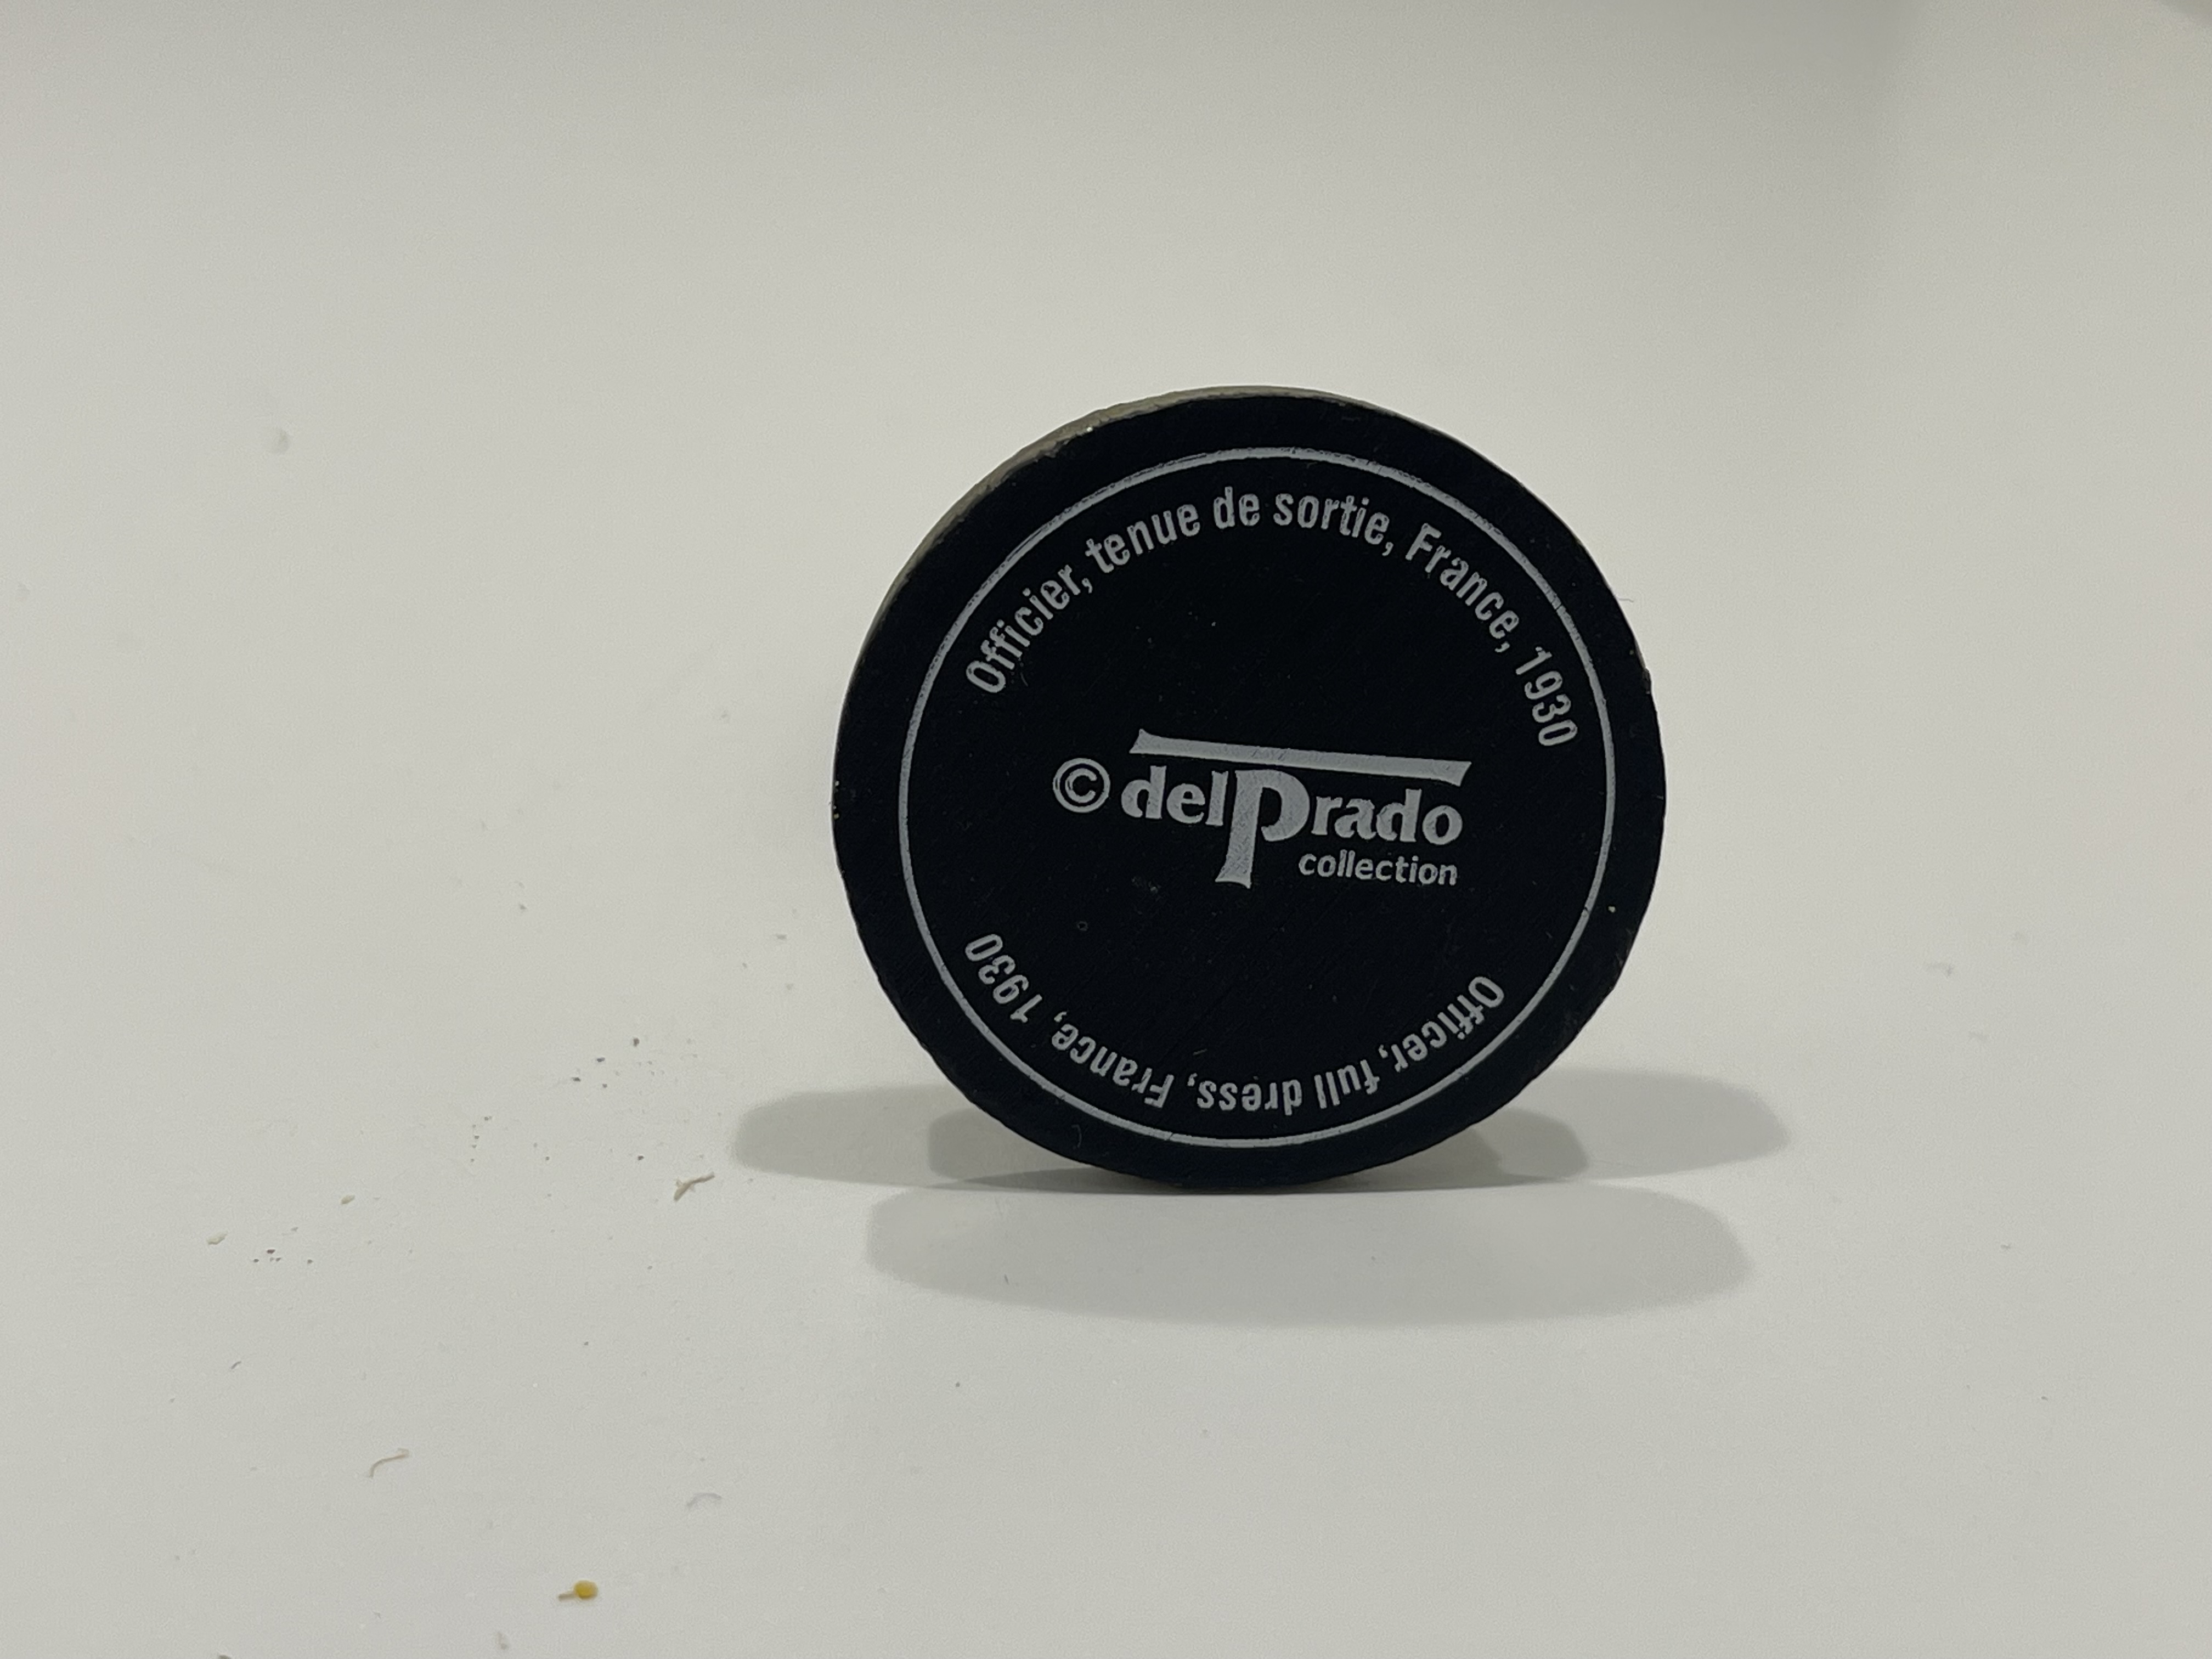 Officier, tenue de sortie, France, 1930
© delPrado
collection
Officer, full dress, France, 1930